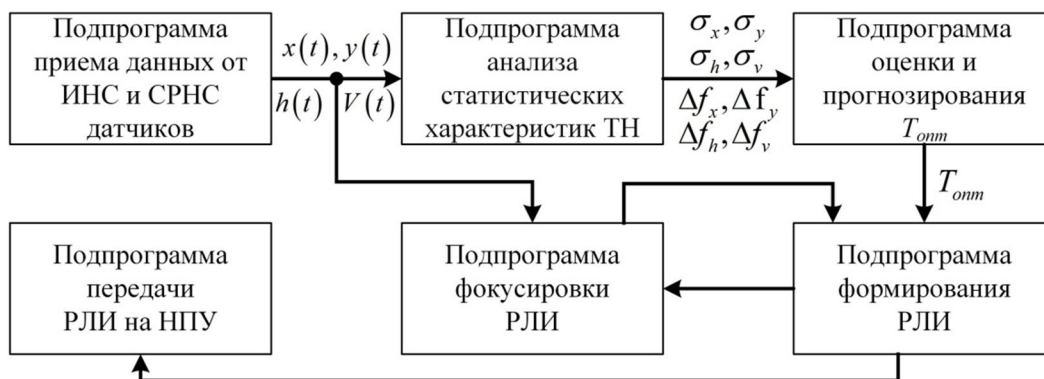 Подпрограмма
приема данных от
ИНС и СРНС
датчиков
x(t), y(t)
h(t) V(t)
Подпрограмма
анализа
статистических
характеристик ТН
σx, σy
σh, σv
Δfx, Δfy
Δfh, Δfv
Подпрограмма
оценки и
прогнозирования
Tопт
Tопт
Подпрограмма
передачи
РЛИ на НПУ
Подпрограмма
фокусировки
РЛИ
Подпрограмма
формирования
РЛИ